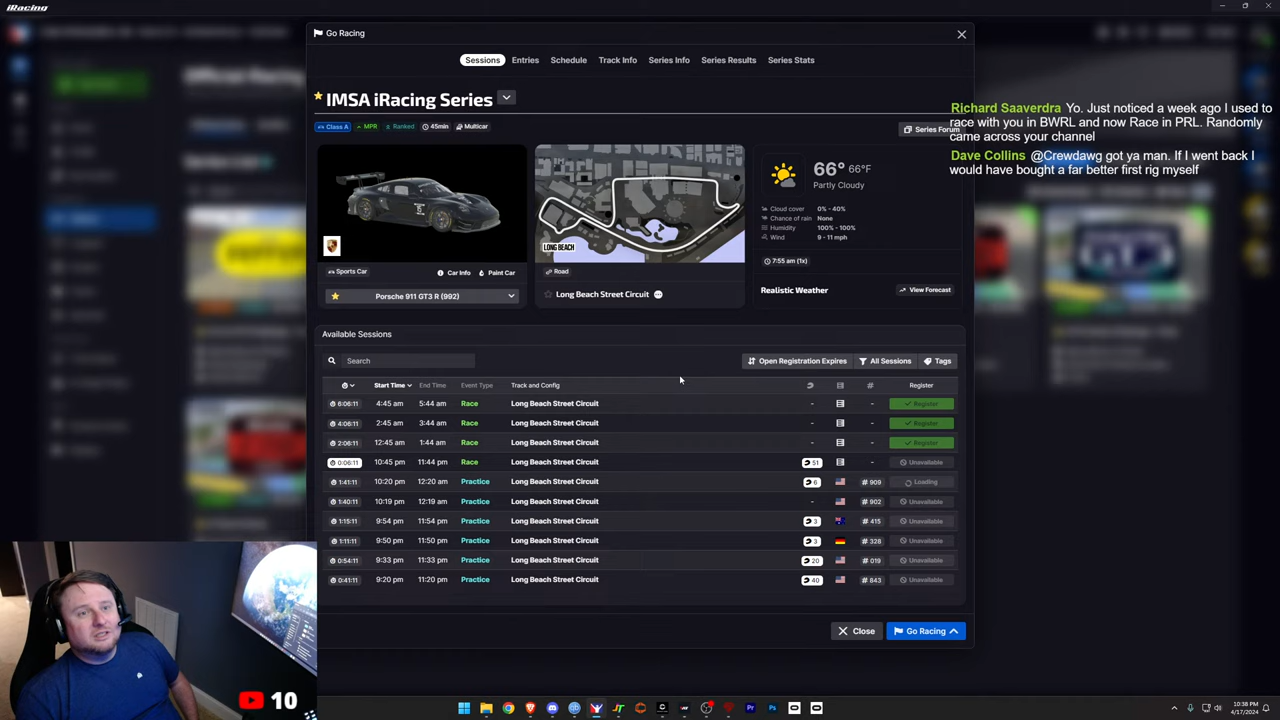 iRacing
Go Racing
Sessions Entries Schedule Track Info Series Info Series Results Series Stats
IMSA iRacing Series
Class A MPR Ranked 45min Multicar
Series Forum
Richard Saaverdra Yo. Just noticed a week ago I used to
race with you in BWRL and now Race in PRL. Randomly
came across your channel
Dave Collins @Crewdawg got ya man. If I went back I
would have bought a far better first rig myself
LONG BEACH
66° 66°F
Partly Cloudy
Cloud cover 0% - 40%
Chance of rain None
Humidity 100% - 100%
Wind 9 - 11 mph
7:55 am (1x)
Realistic Weather View Forecast
Sports Car Car Info Paint Car
Porsche 911 GT3 R (992)
Road
Long Beach Street Circuit
Available Sessions
Search Open Registration Expires All Sessions Tags
Start Time End Time Event Type Track and Config # Register
6:06:11 4:45 am 5:44 am Race Long Beach Street Circuit - - Register
4:06:11 2:45 am 3:44 am Race Long Beach Street Circuit - - Register
2:06:11 12:45 am 1:44 am Race Long Beach Street Circuit - - Register
0:06:11 10:45 pm 11:44 pm Race Long Beach Street Circuit 51 - Unavailable
1:41:11 10:20 pm 12:20 am Practice Long Beach Street Circuit 6 # 909 Loading
1:40:11 10:19 pm 12:19 am Practice Long Beach Street Circuit - # 902 Unavailable
1:15:11 9:54 pm 11:54 pm Practice Long Beach Street Circuit 3 # 415 Unavailable
1:11:11 9:50 pm 11:50 pm Practice Long Beach Street Circuit 3 # 328 Unavailable
0:54:11 9:33 pm 11:33 pm Practice Long Beach Street Circuit 20 # 019 Unavailable
0:41:11 9:20 pm 11:20 pm Practice Long Beach Street Circuit 40 # 843 Unavailable
Close Go Racing
10
10:38 PM
4/17/2024